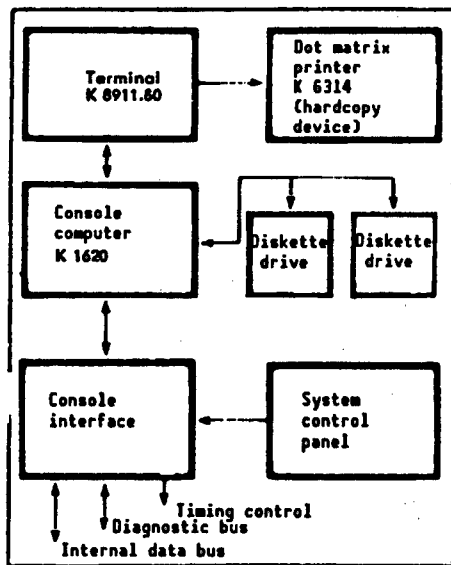 Terminal
K 8911.80
Dot matrix
printer
K 6314
(hardcopy
device)
Console
computer
K 1620
Diskette
drive
Diskette
drive
Console
interface
System
control
panel
Timing control
Diagnostic bus
Internal data bus